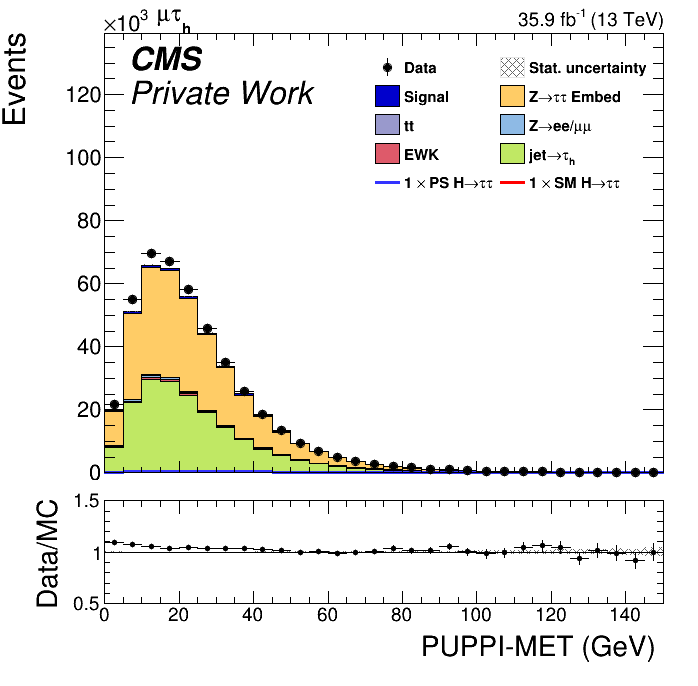 ×10³ μτₕ
35.9 fb⁻¹ (13 TeV)
CMS
Private Work
Data
Stat. uncertainty
Signal
Z→ττ Embed
tt
Z→ee/μμ
EWK
jet→τₕ
1 × PS H→ττ
1 × SM H→ττ
Events
120
100
80
60
40
20
0
Data/MC
1.5
1
0.5
0 20 40 60 80 100 120 140
PUPPI-MET (GeV)